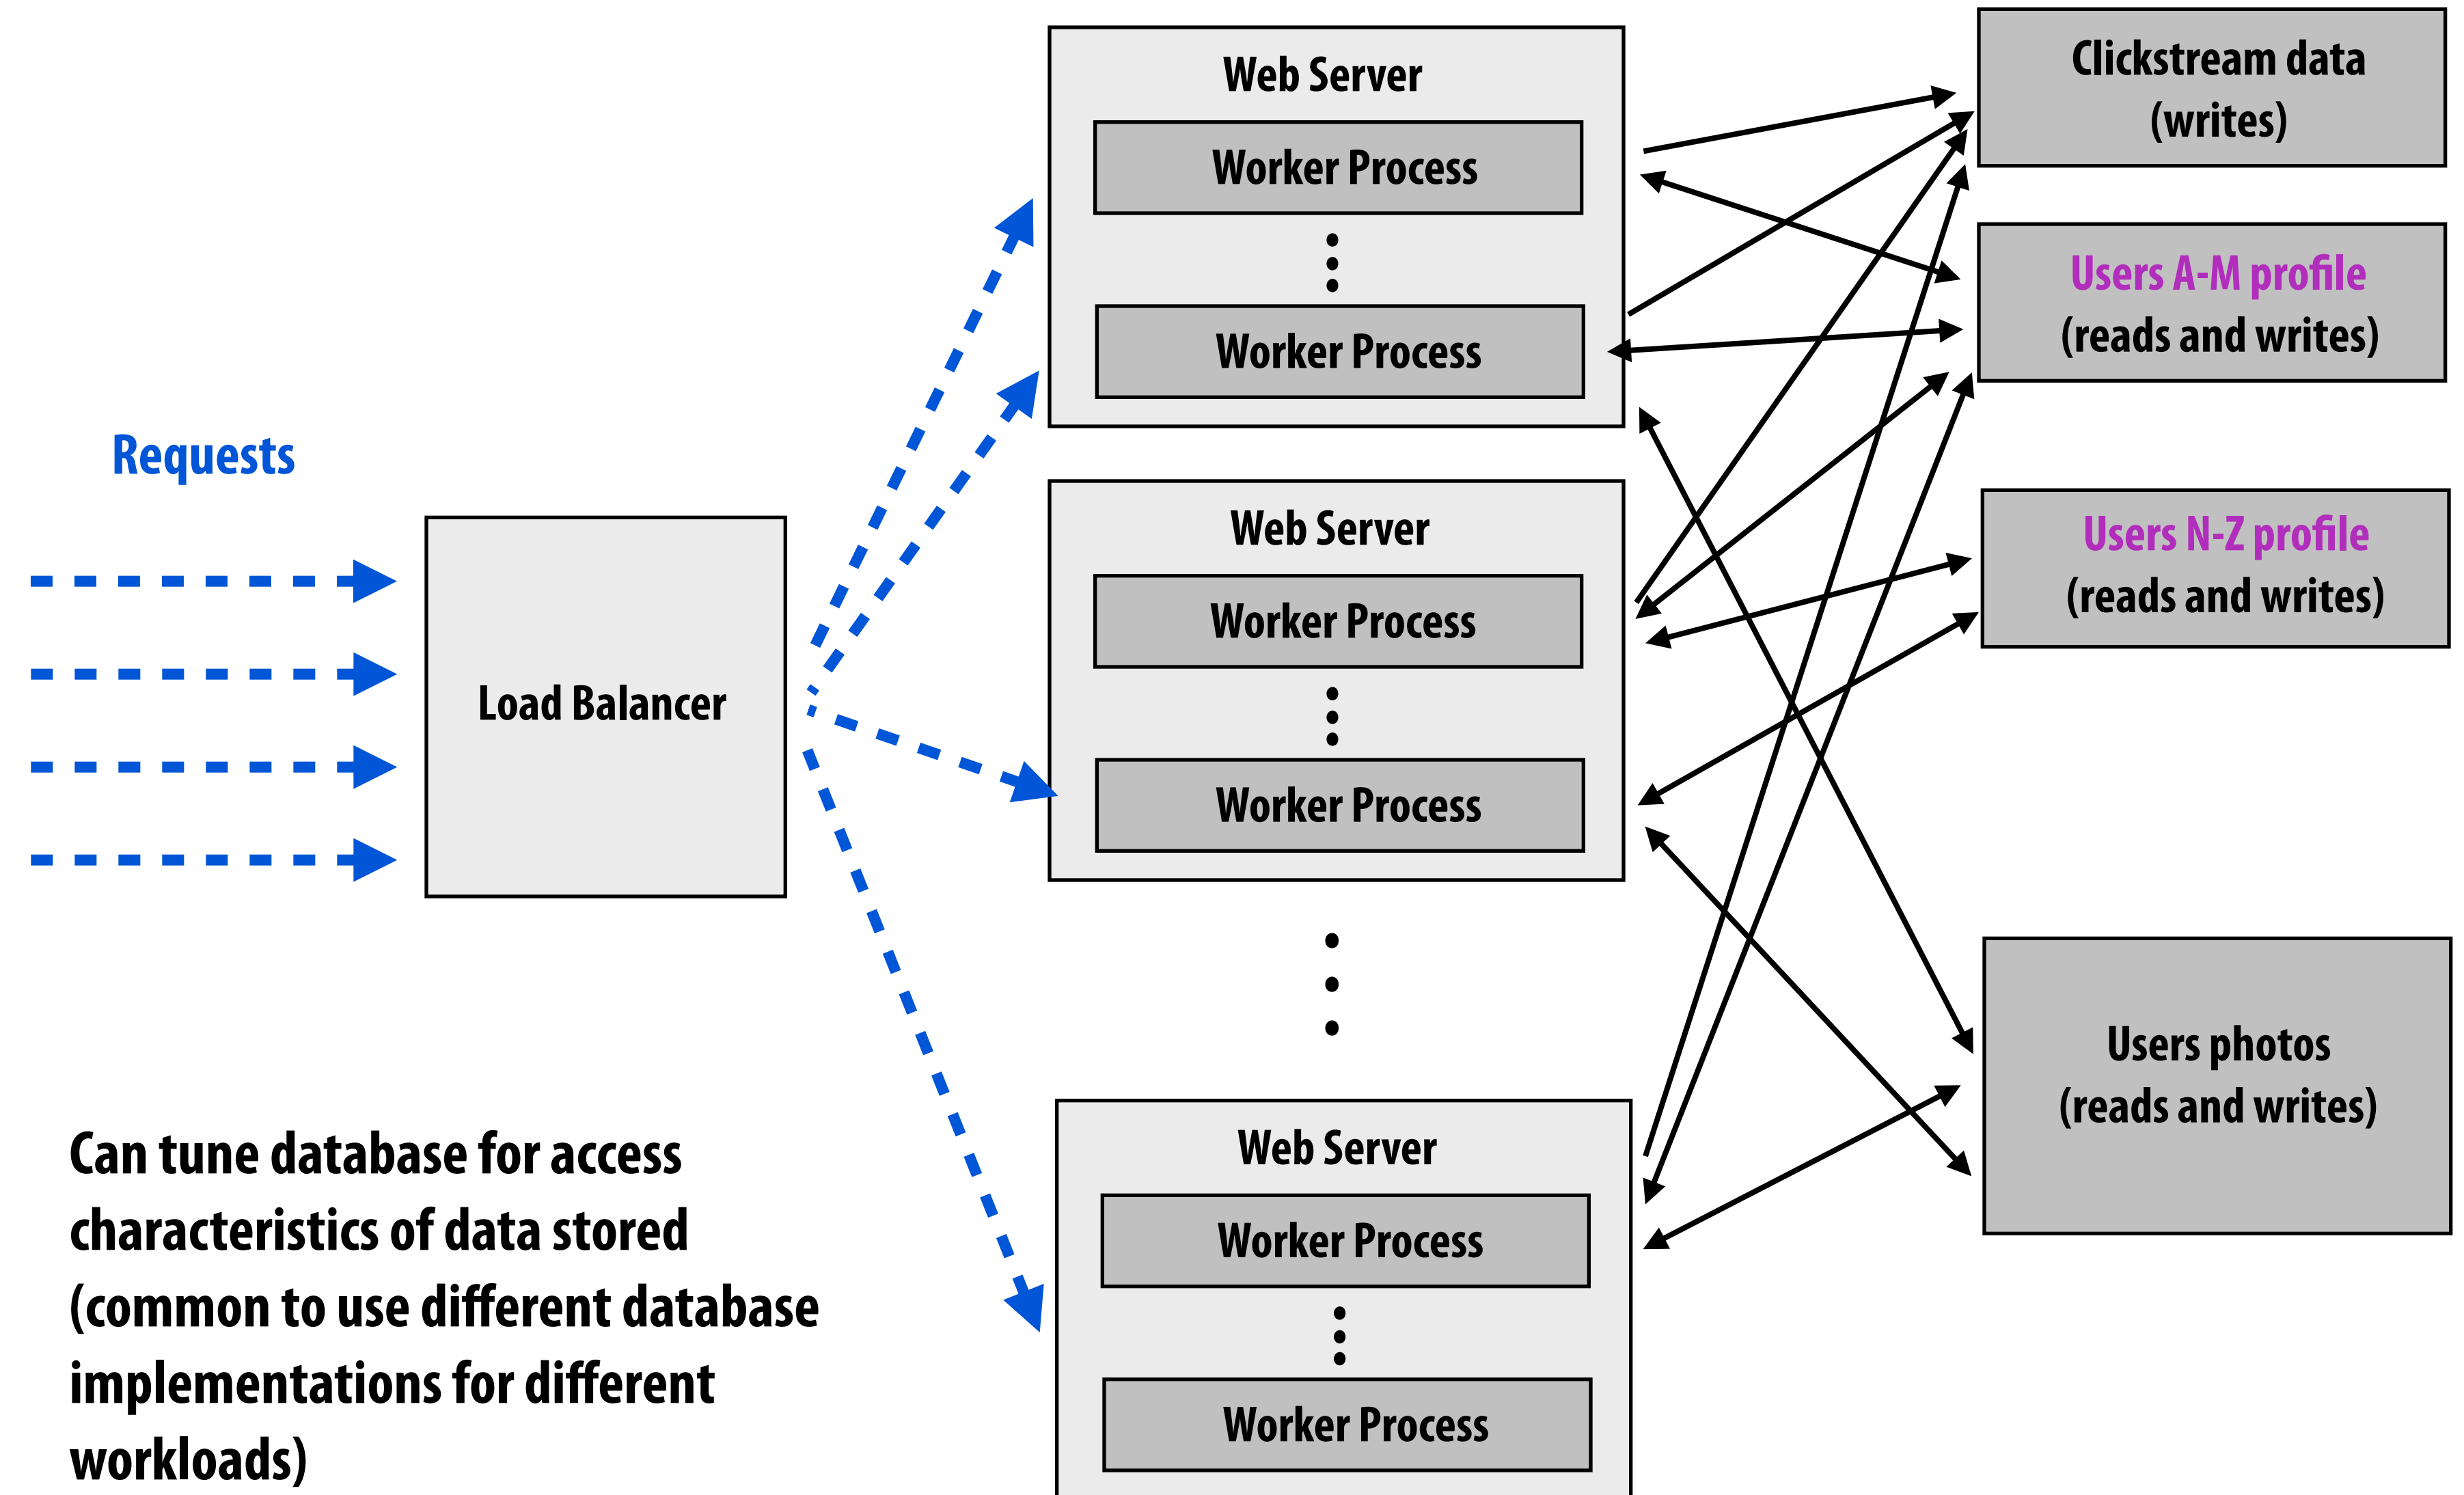 Requests
Load Balancer
Web Server
Worker Process
Worker Process
Web Server
Worker Process
Worker Process
Web Server
Worker Process
Worker Process
Clickstream data
(writes)
Users A-M profile
(reads and writes)
Users N-Z profile
(reads and writes)
Users photos
(reads and writes)
Can tune database for access
characteristics of data stored
(common to use different database
implementations for different
workloads)